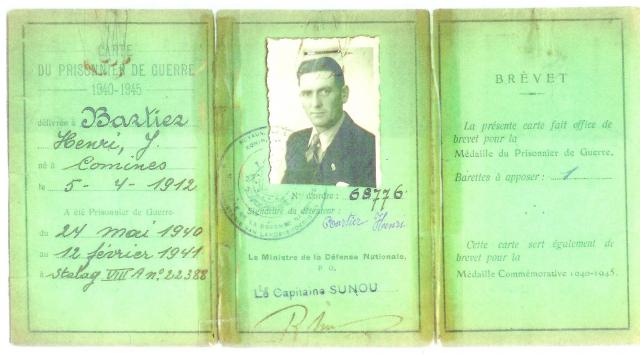 CARTE
DU PRISONNIER DE GUERRE
1940-1945
délivrée à Bartier
Henri, J.
né à Comines
le 5-4-1912
A été Prisonnier de Guerre
du 24 mai 1940
au 12 février 1941
à Stalag VIII A n° 22388
N° d'ordre : 68776
Signature du détenteur :
Bartier Henri
Le Ministre de la Défense Nationale,
P. O.
Le Capitaine SUNOU
BRÈVET
La présente carte fait office de
brevet pour la
Médaille du Prisonnier de Guerre.
Barettes à apposer : 1
Cette carte sert également de
brevet pour la
Médaille Commémorative 1940-1945.